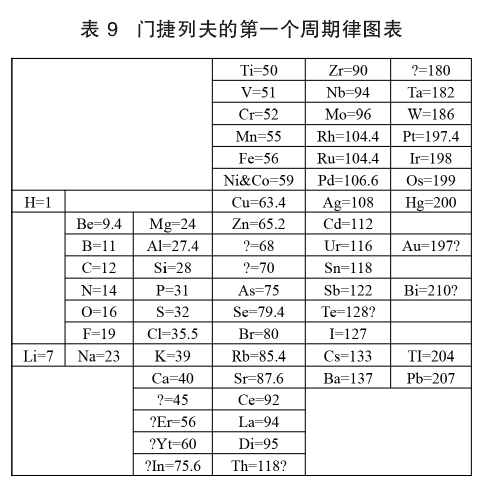 表 9 门捷列夫的第一个周期律图表
Ti=50 Zr=90 ?=180
V=51 Nb=94 Ta=182
Cr=52 Mo=96 W=186
Mn=55 Rh=104.4 Pt=197.4
Fe=56 Ru=104.4 Ir=198
Ni&Co=59 Pd=106.6 Os=199
H=1 Cu=63.4 Ag=108 Hg=200
Be=9.4 Mg=24 Zn=65.2 Cd=112
B=11 Al=27.4 ?=68 Ur=116 Au=197?
C=12 Si=28 ?=70 Sn=118
N=14 P=31 As=75 Sb=122 Bi=210?
O=16 S=32 Se=79.4 Te=128?
F=19 Cl=35.5 Br=80 I=127
Li=7 Na=23 K=39 Rb=85.4 Cs=133 TI=204
Ca=40 Sr=87.6 Ba=137 Pb=207
?=45 Ce=92
?Er=56 La=94
?Yt=60 Di=95
?In=75.6 Th=118?